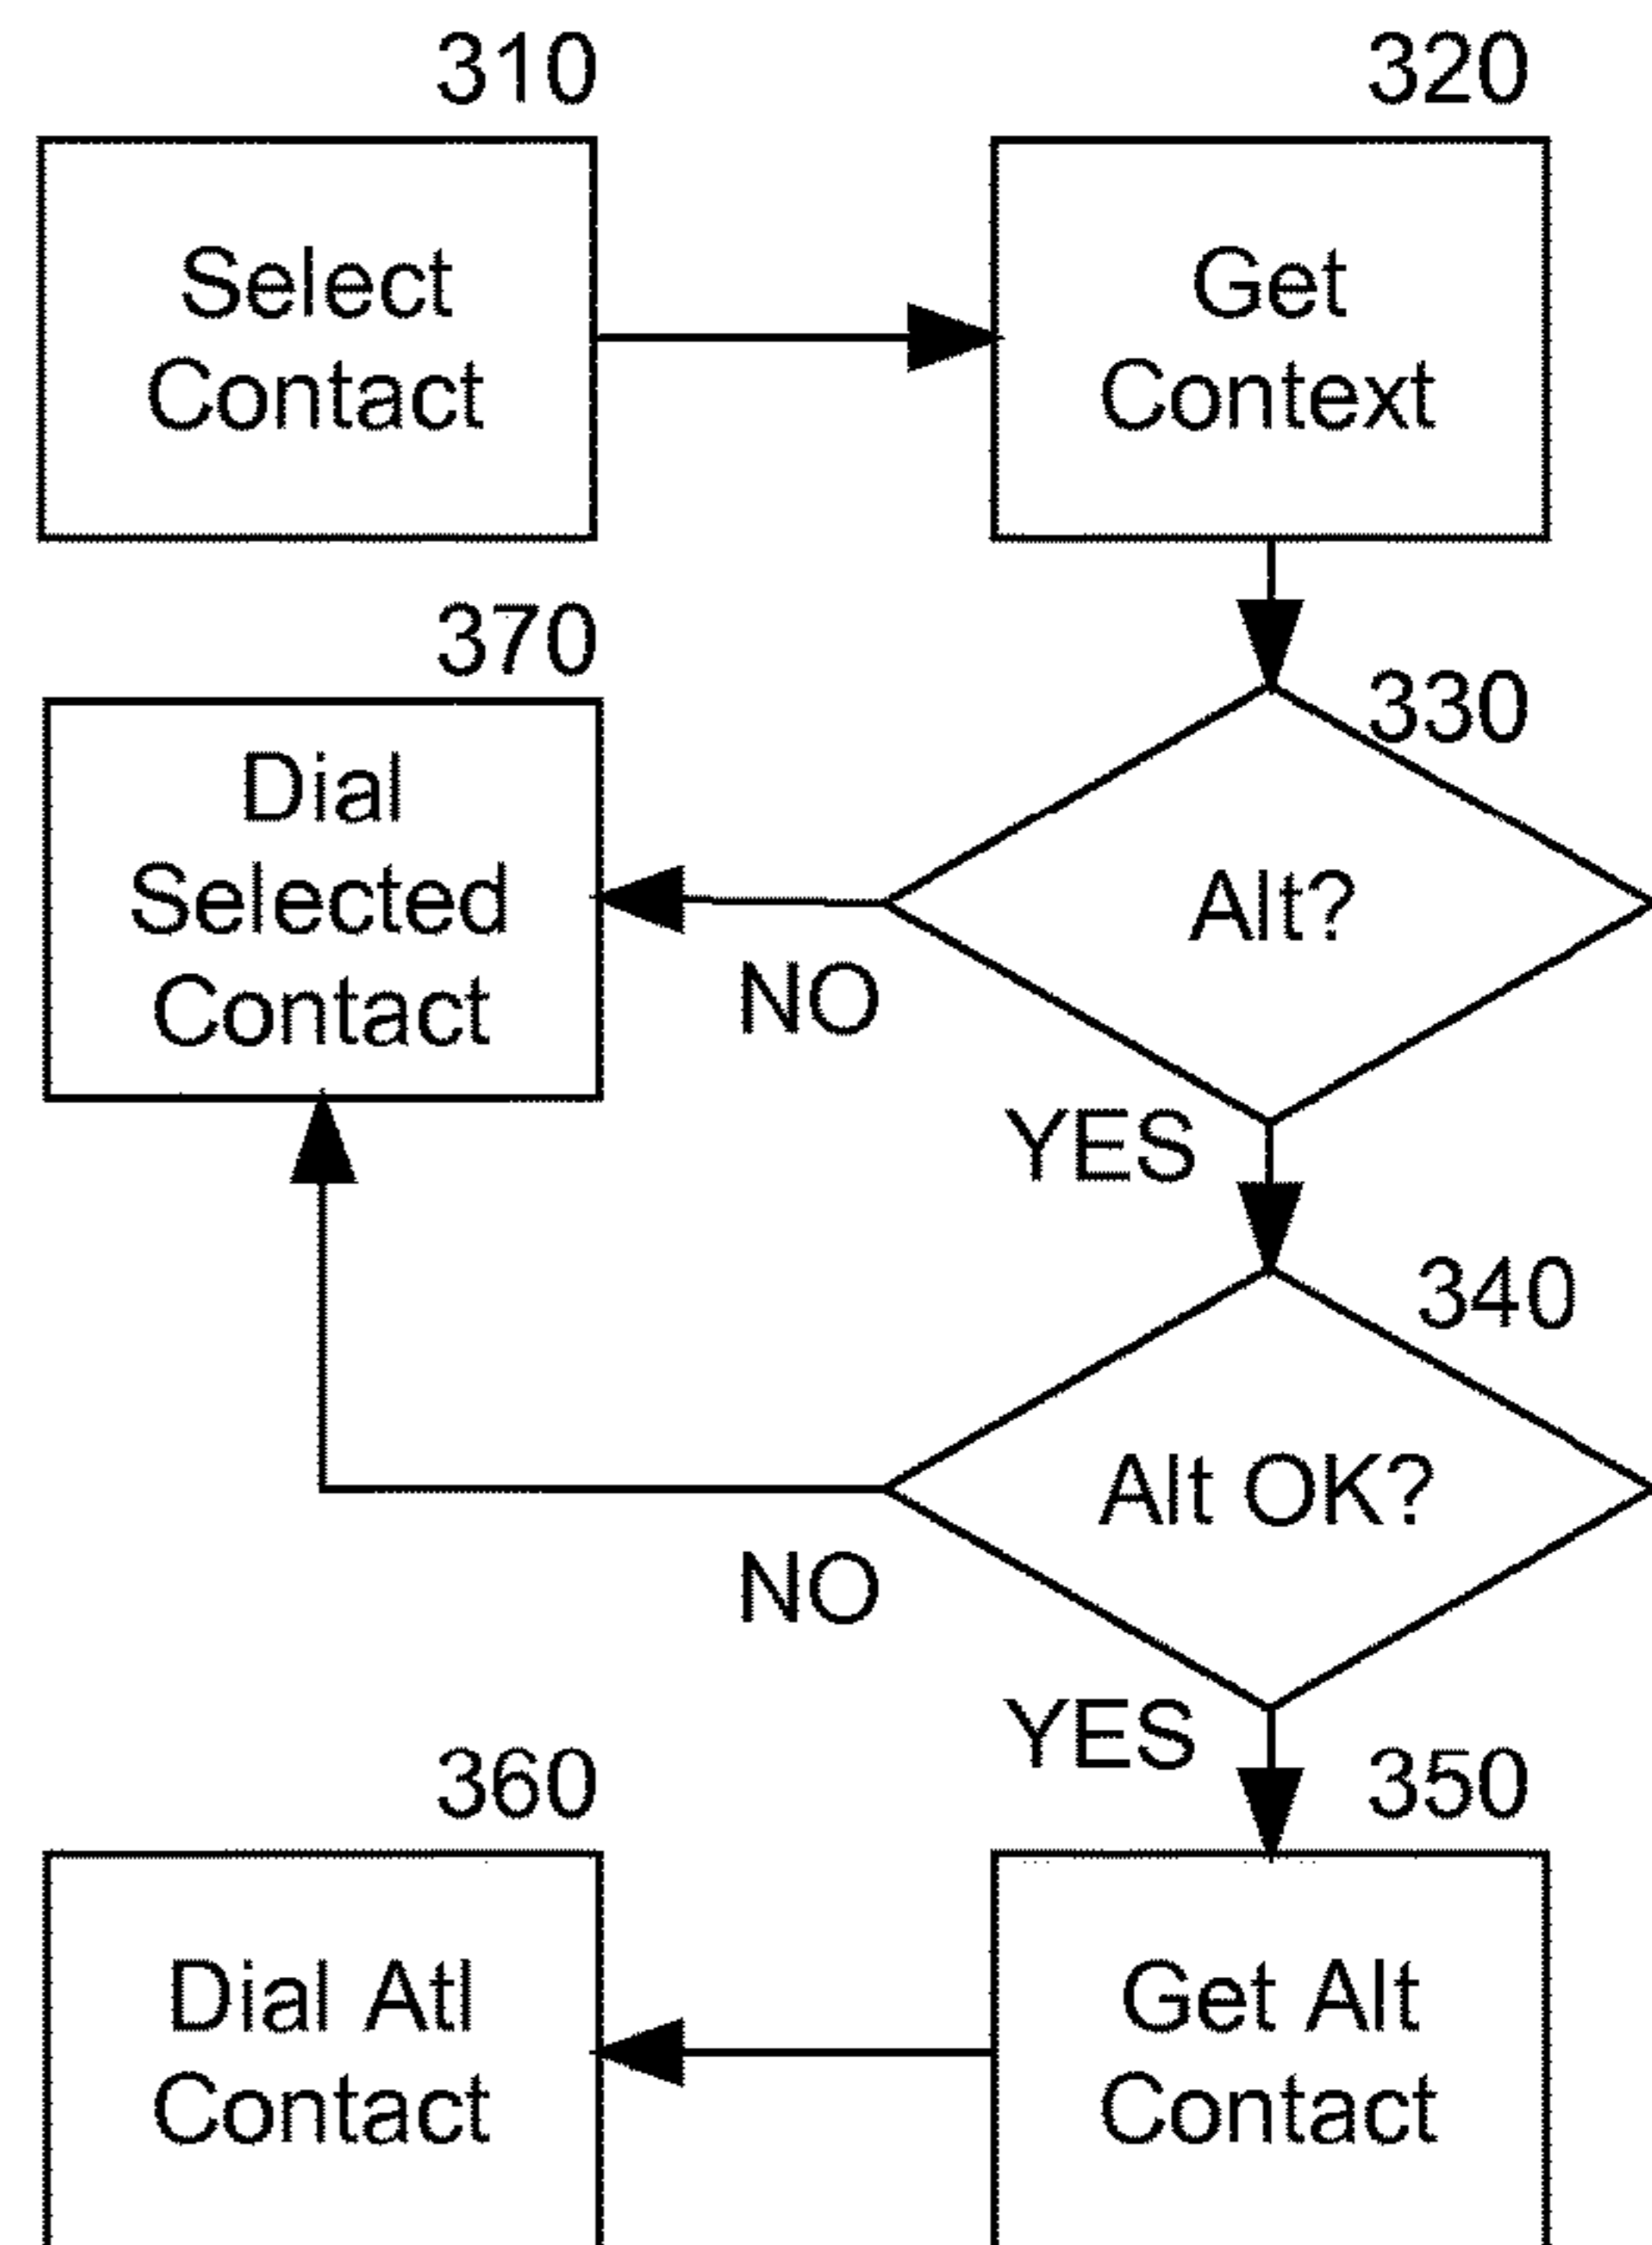 310
Select
Contact
320
Get
Context
370
Dial
Selected
Contact
330
Alt?
NO
YES
340
Alt OK?
NO
YES
360
Dial Atl
Contact
350
Get Alt
Contact